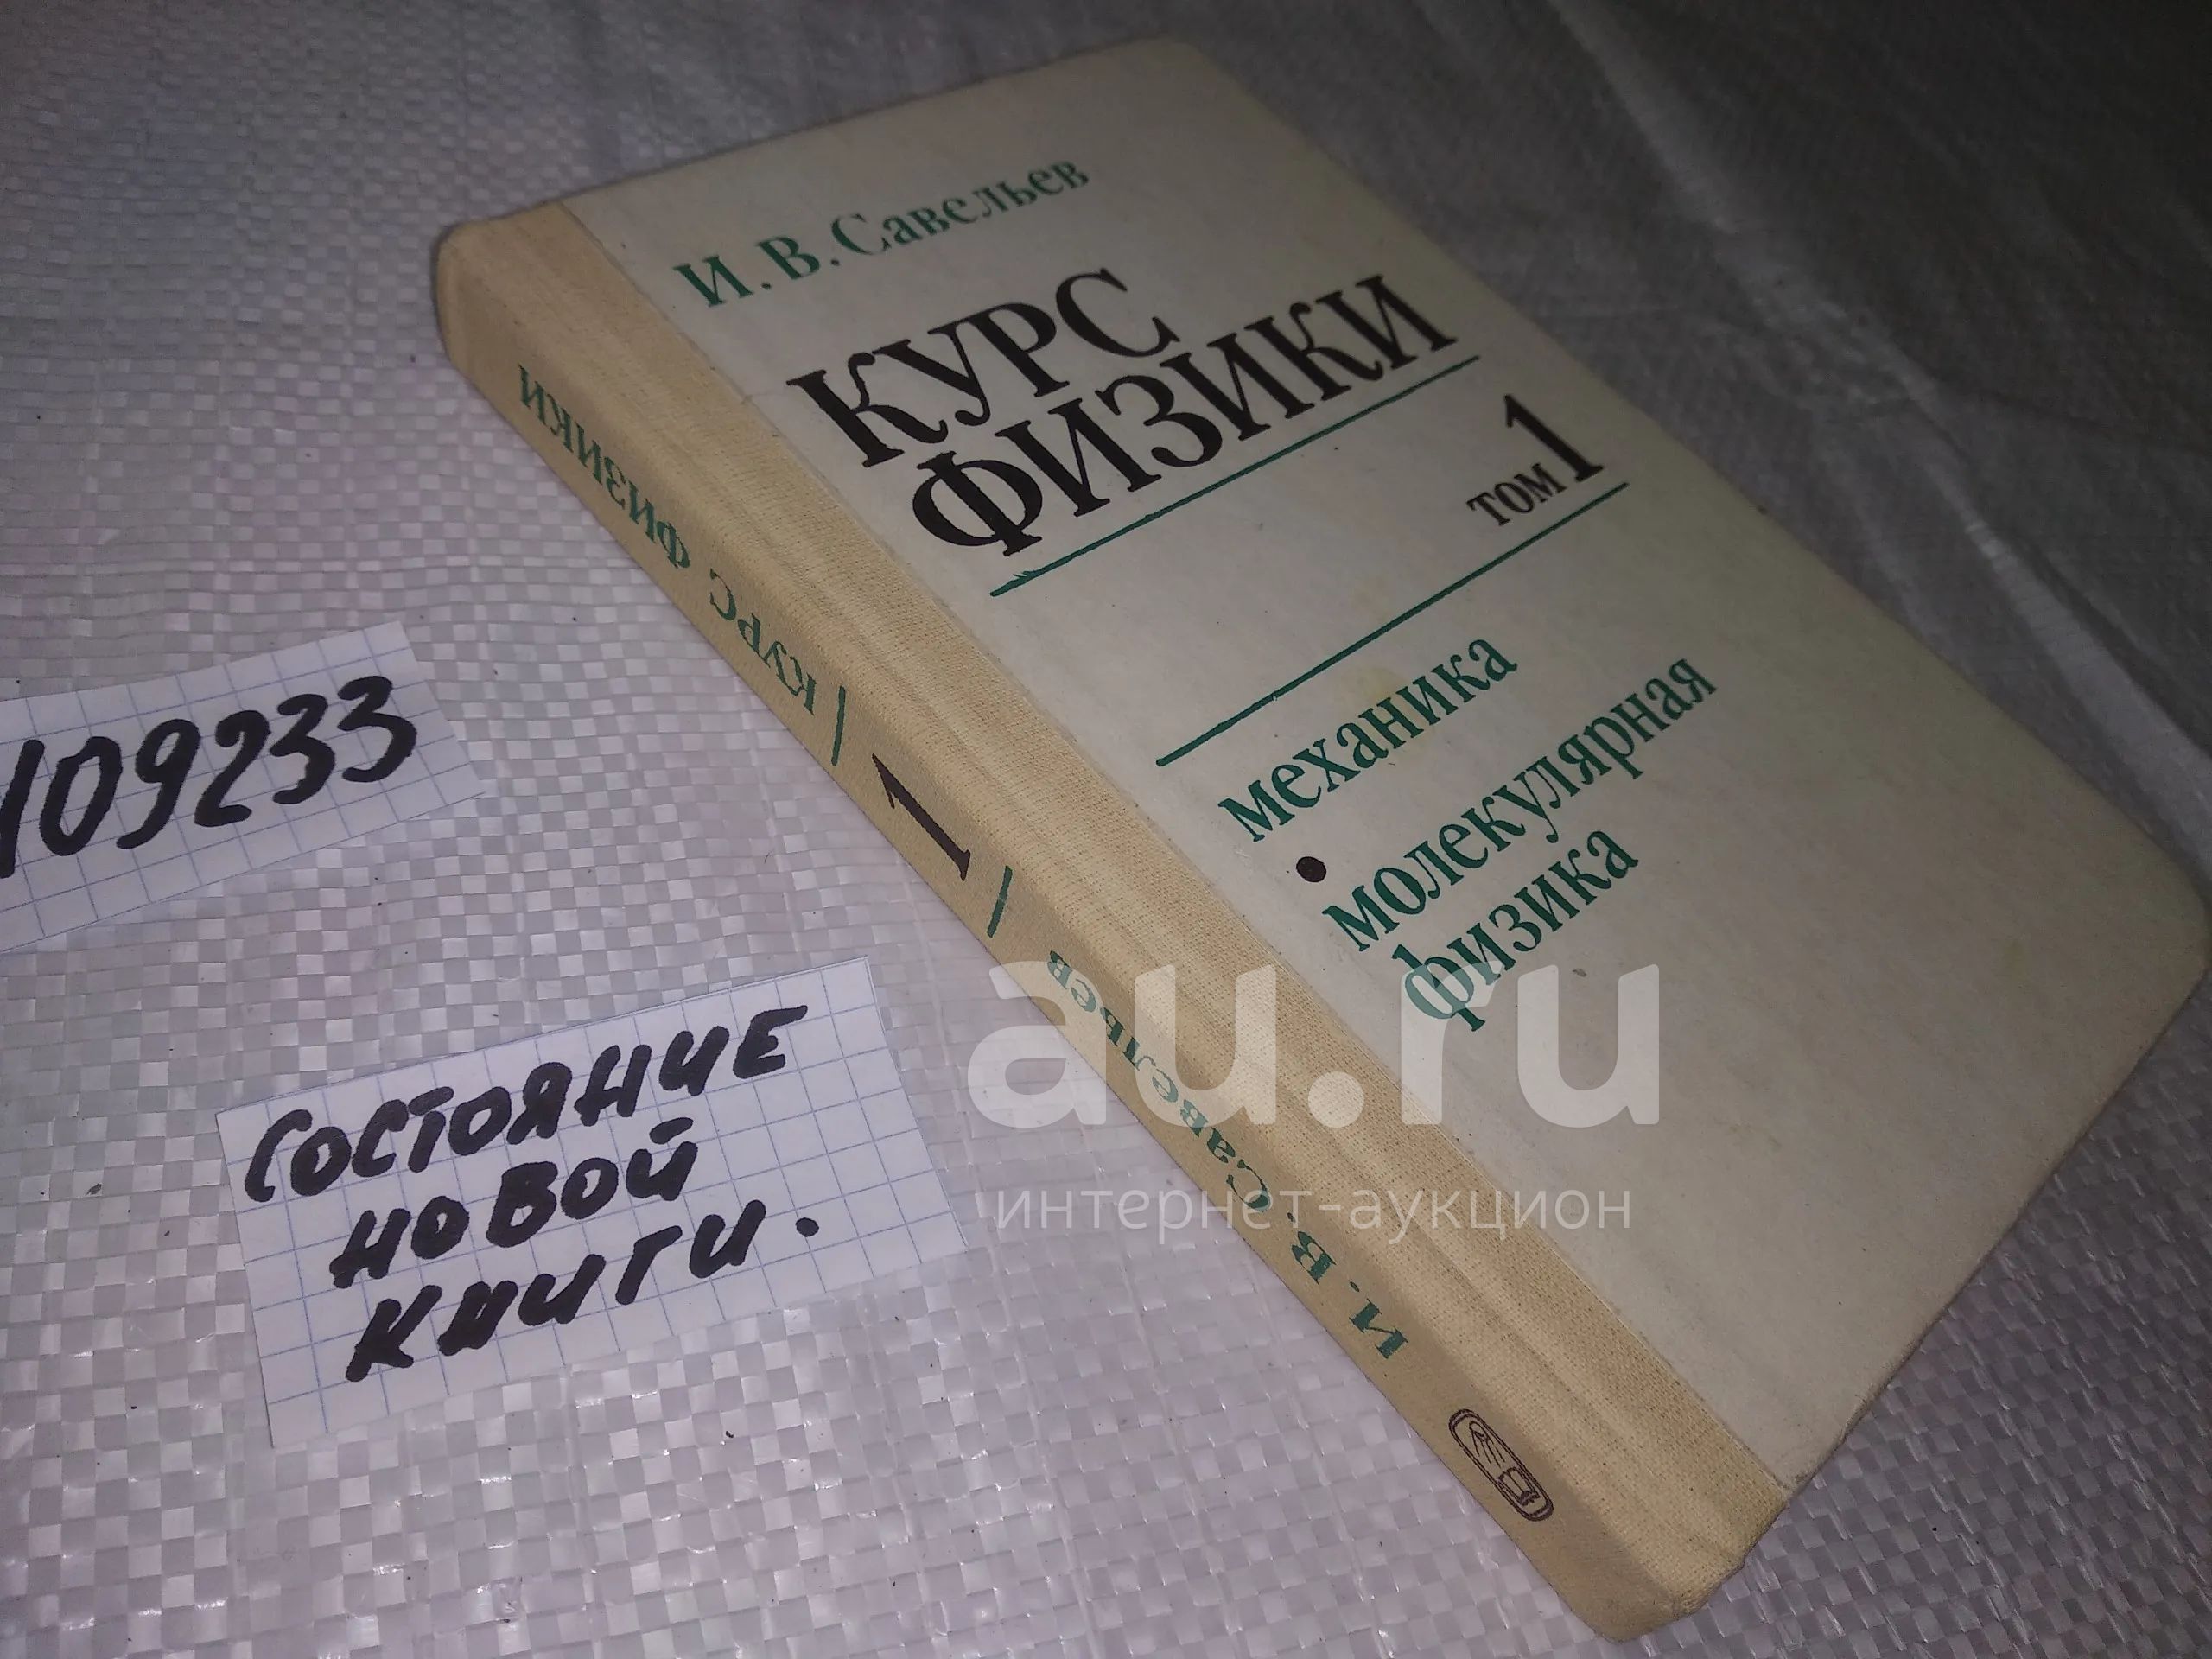 И. В. Савельев
КУРС
ФИЗИКИ
том 1
механика
•
молекулярная
физика
И. В. Савельев / 1 / КУРС ФИЗИКИ
109233
СОСТОЯНИЕ
НОВОЙ
КНИГИ.
au.ru
интернет-аукцион